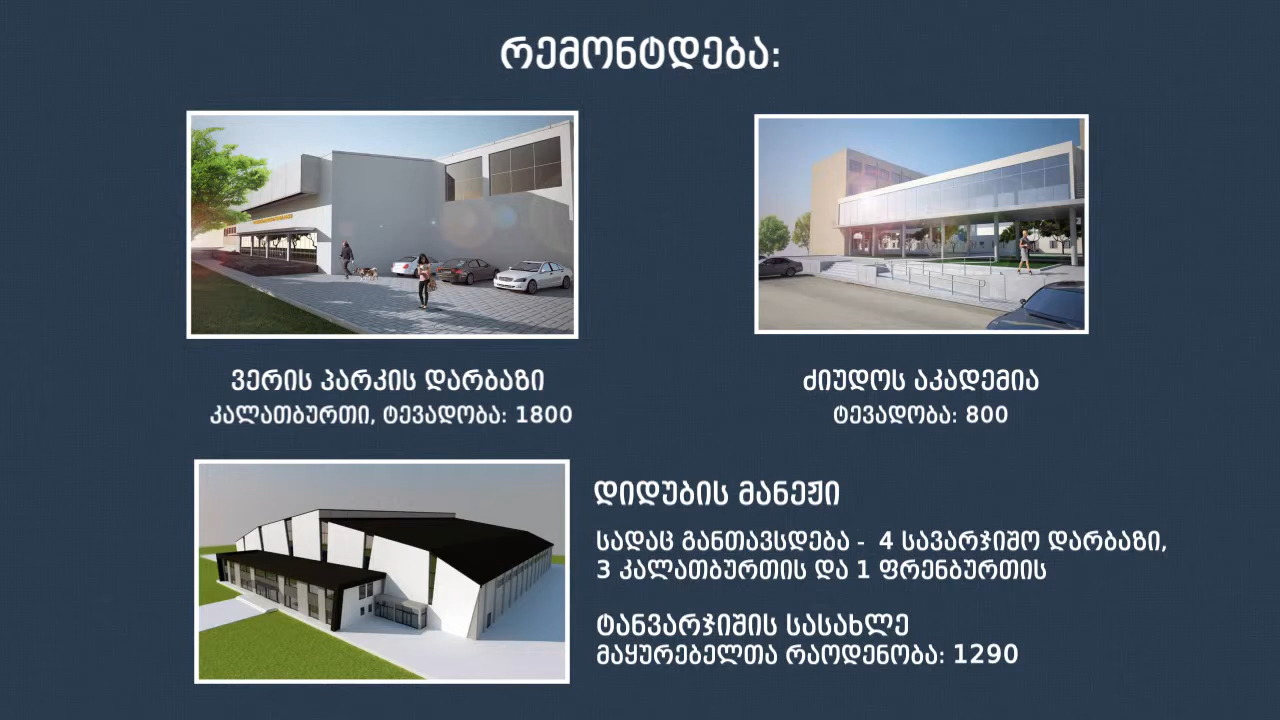 რემონტდება:
ვერის პარკის დარბაზი
კალათბურთი, ტევადობა: 1800
ძიუდოს აკადემია
ტევადობა: 800
დიდუბის მანეჟი
სადაც განთავსდება - 4 სავარჯიშო დარბაზი,
3 კალათბურთის და 1 ფრენბურთის
ტანვარჯიშის სასახლე
მაყურებელთა რაოდენობა: 1290